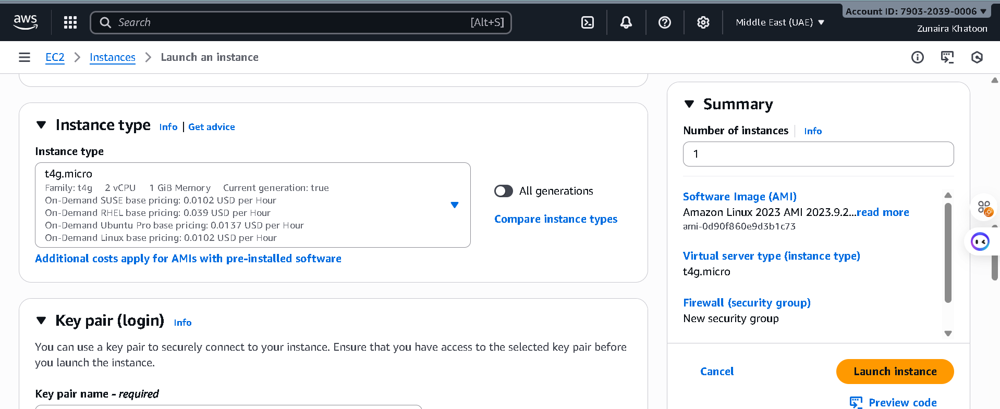 aws
Search [Alt+S]
Middle East (UAE)
Account ID: 7903-2039-0006
Zunaira Khatoon
EC2 > Instances > Launch an instance
Instance type Info | Get advice
Instance type
t4g.micro
Family: t4g 2 vCPU 1 GiB Memory Current generation: true
On-Demand SUSE base pricing: 0.0102 USD per Hour
On-Demand RHEL base pricing: 0.039 USD per Hour
On-Demand Ubuntu Pro base pricing: 0.0137 USD per Hour
On-Demand Linux base pricing: 0.0102 USD per Hour
All generations
Compare instance types
Additional costs apply for AMIs with pre-installed software
Key pair (login) Info
You can use a key pair to securely connect to your instance. Ensure that you have access to the selected key pair before
you launch the instance.
Key pair name - required
Summary
Number of instances Info
1
Software Image (AMI)
Amazon Linux 2023 AMI 2023.9.2...read more
ami-0d90f860e9d3b1c73
Virtual server type (instance type)
t4g.micro
Firewall (security group)
New security group
Cancel
Launch instance
Preview code